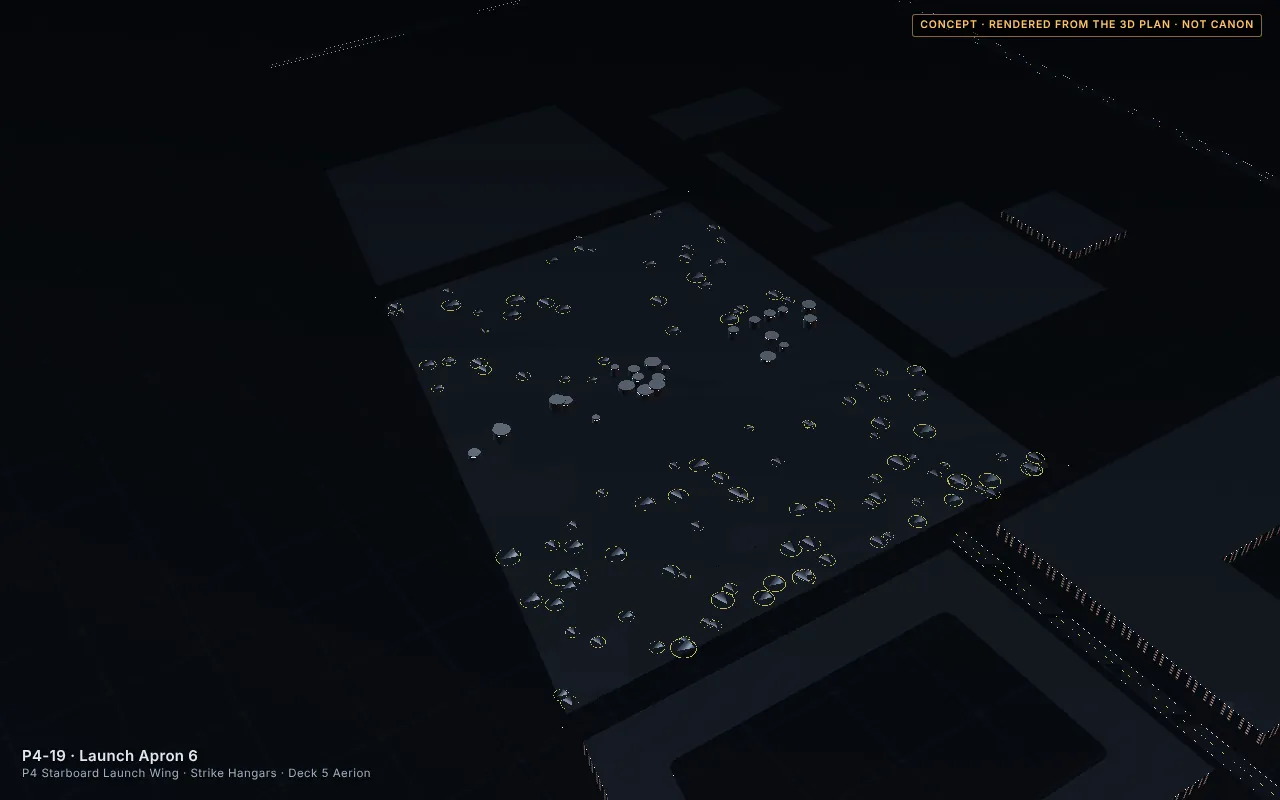 CONCEPT · RENDERED FROM THE 3D PLAN · NOT CANON
P4-19 · Launch Apron 6
P4 Starboard Launch Wing · Strike Hangars · Deck 5 Aerion